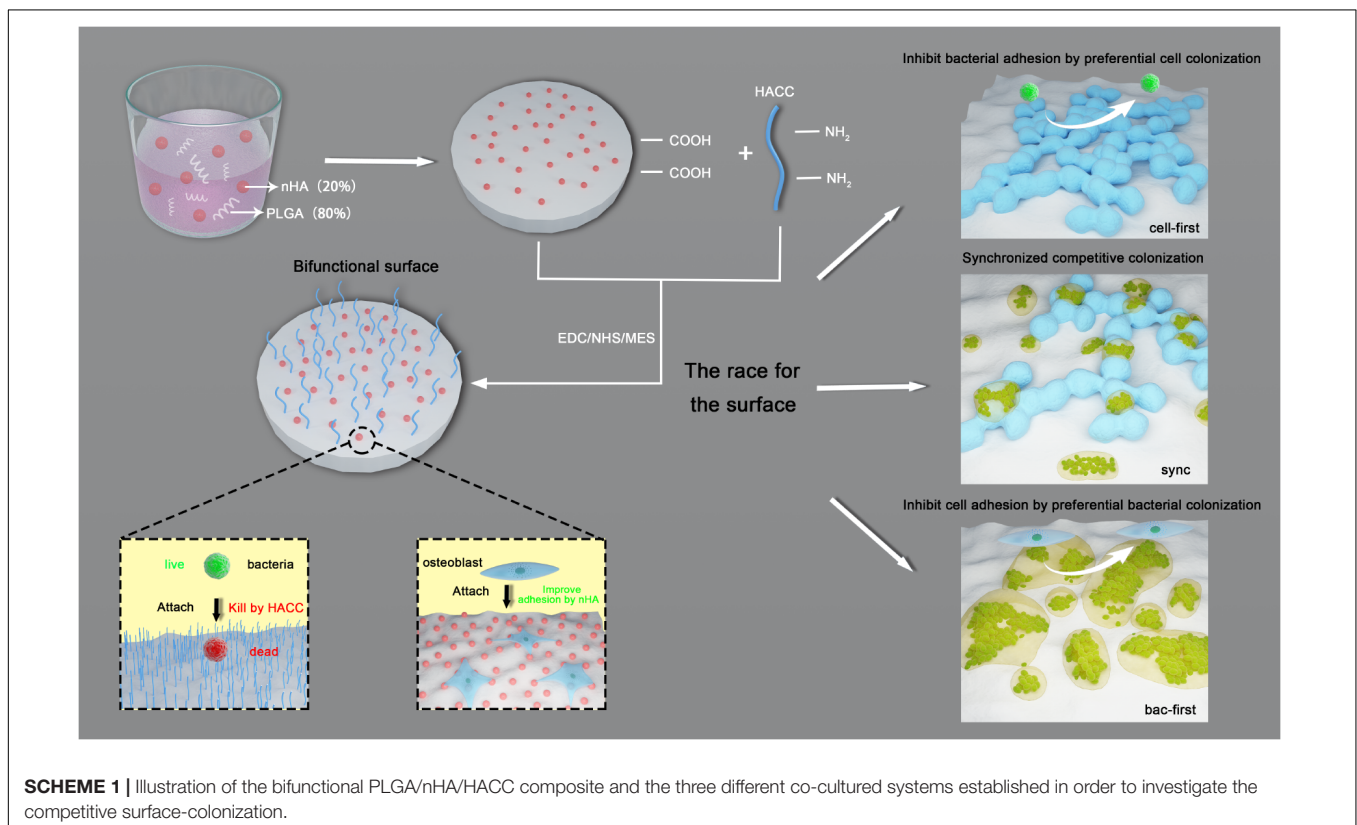 nHA (20%)
PLGA (80%)
COOH
COOH
+
HACC
NH2
NH2
Bifunctional surface
EDC/NHS/MES
live
bacteria
Attach
Kill by HACC
dead
osteoblast
Attach
Improve
adhesion by nHA
The race for
the surface
Inhibit bacterial adhesion by preferential cell colonization
cell-first
Synchronized competitive colonization
sync
Inhibit cell adhesion by preferential bacterial colonization
bac-first
SCHEME 1 | Illustration of the bifunctional PLGA/nHA/HACC composite and the three different co-cultured systems established in order to investigate the
competitive surface-colonization.